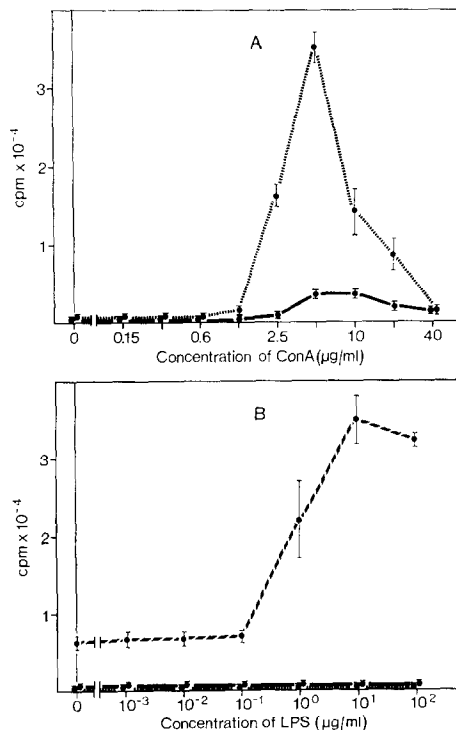 A
3
2
1
cpm x 10⁻⁴
0 0.15 0.6 2.5 10 40
Concentration of ConA (µg/ml)
B
3
2
1
cpm x 10⁻⁴
0 10⁻³ 10⁻² 10⁻¹ 10⁰ 10¹ 10²
Concentration of LPS (µg/ml)